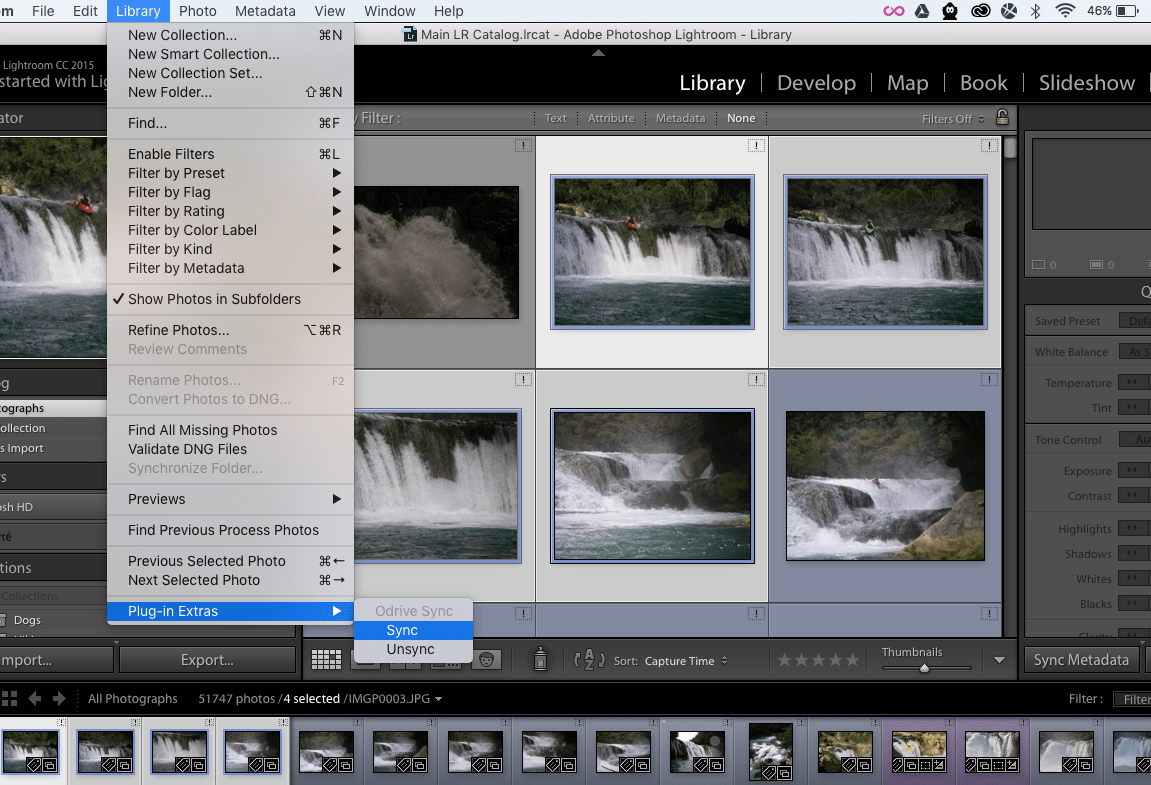 om File Edit Library Photo Metadata View Window Help 46%
Main LR Catalog.lrcat - Adobe Photoshop Lightroom - Library
Lightroom CC 2015
started with Lig
Library | Develop | Map | Book | Slideshow |
New Collection... ⌘N
New Smart Collection...
New Collection Set...
New Folder... ⇧⌘N
Find... ⌘F
Enable Filters ⌘L
Filter by Preset ▶
Filter by Flag ▶
Filter by Rating ▶
Filter by Color Label ▶
Filter by Kind ▶
Filter by Metadata ▶
✓ Show Photos in Subfolders
Refine Photos... ⌥⌘R
Review Comments
Rename Photos... F2
Convert Photos to DNG...
Find All Missing Photos
Validate DNG Files
Synchronize Folder...
Previews ▶
Find Previous Process Photos
Previous Selected Photo ⌘←
Next Selected Photo ⌘→
Plug-in Extras ▶
Odrive Sync
Sync
Unsync
ator
y Filter : Text Attribute Metadata None Filters Off
og
tographs
ollection
s Import
rs
osh HD
rté
tions
Collections
Dogs
mport... Export...
0 0
Q
Saved Preset Defa
White Balance As S
Temperature
Tint
Tone Control Au
Exposure
Contrast
Highlights
Shadows
Whites
Blacks
Clarity
Sort: Capture Time
Thumbnails
Sync Metadata
All Photographs 51747 photos / 4 selected / IMGP0003.JPG
Filter : Filter